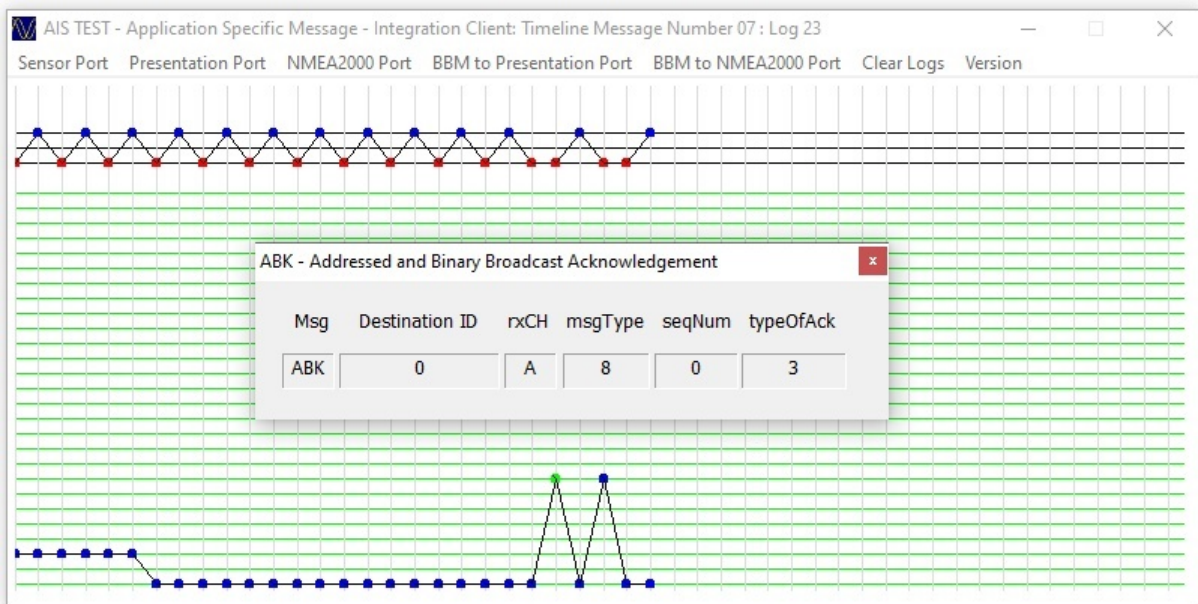 AIS TEST - Application Specific Message - Integration Client: Timeline Message Number 07 : Log 23
Sensor Port Presentation Port NMEA2000 Port BBM to Presentation Port BBM to NMEA2000 Port Clear Logs Version
ABK - Addressed and Binary Broadcast Acknowledgement x
Msg Destination ID rxCH msgType seqNum typeOfAck
ABK 0 A 8 0 3